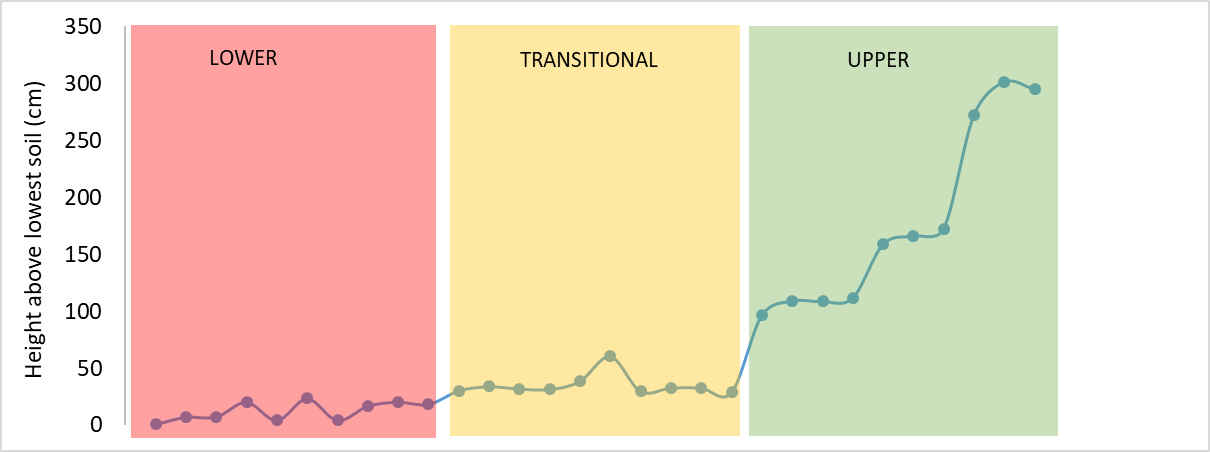 350
300
250
200
150
100
50
0
Height above lowest soil (cm)
LOWER
TRANSITIONAL
UPPER